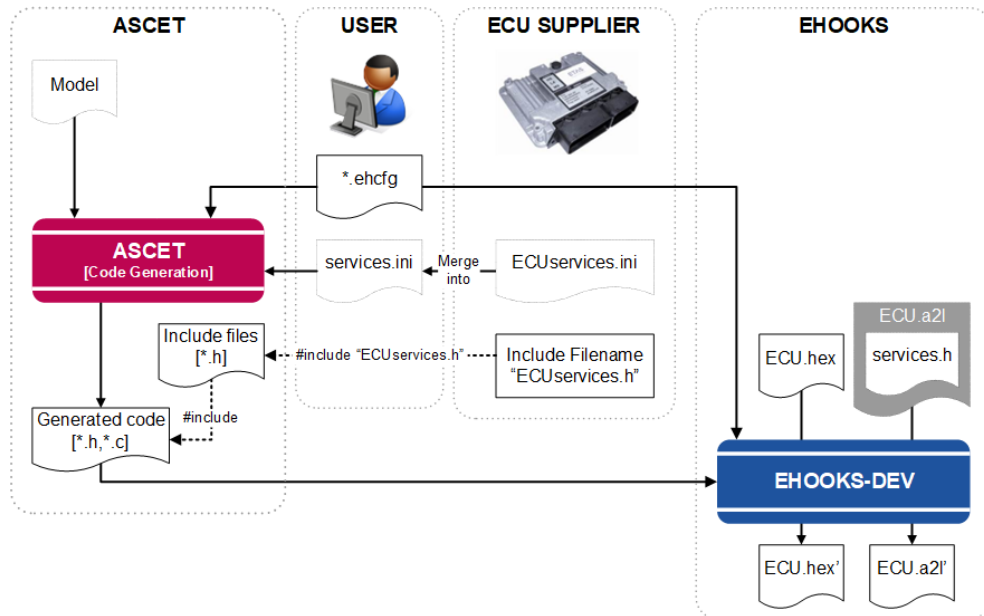 ASCET
USER
ECU SUPPLIER
EHOOKS
Model
*.ehcfg
ASCET
[Code Generation]
services.ini
Merge
into
ECUservices.ini
Include files
[*.h]
#include “ECUservices.h”
Include Filename
“ECUservices.h”
ECU.hex
ECU.a2l
services.h
#include
Generated code
[*.h,*.c]
EHOOKS-DEV
ECU.hex’
ECU.a2l’